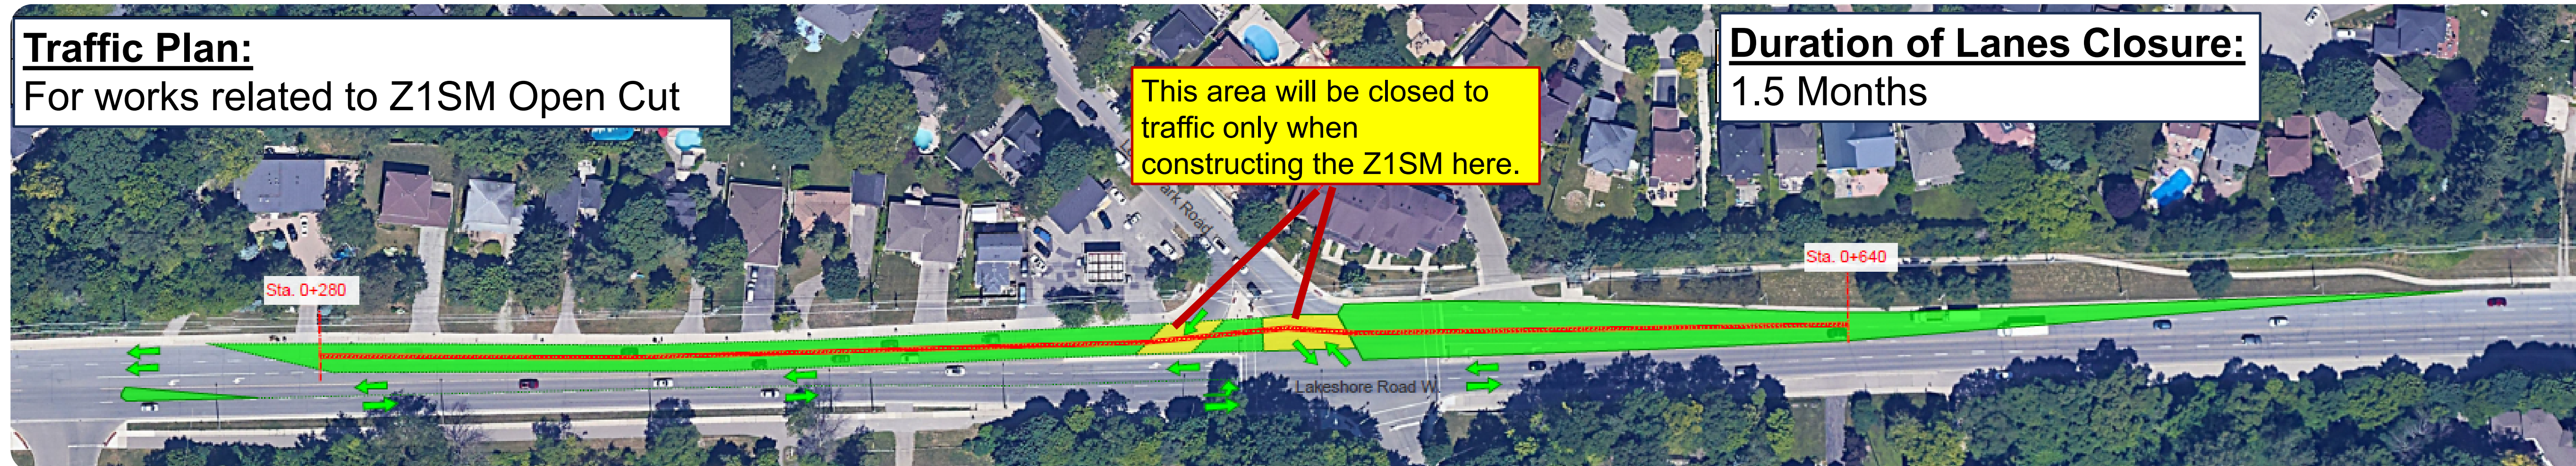 Traffic Plan:
For works related to Z1SM Open Cut
This area will be closed to
traffic only when
constructing the Z1SM here.
Duration of Lanes Closure:
1.5 Months
Road
Sta. 0+280
Sta. 0+640
Lakeshore Road W.